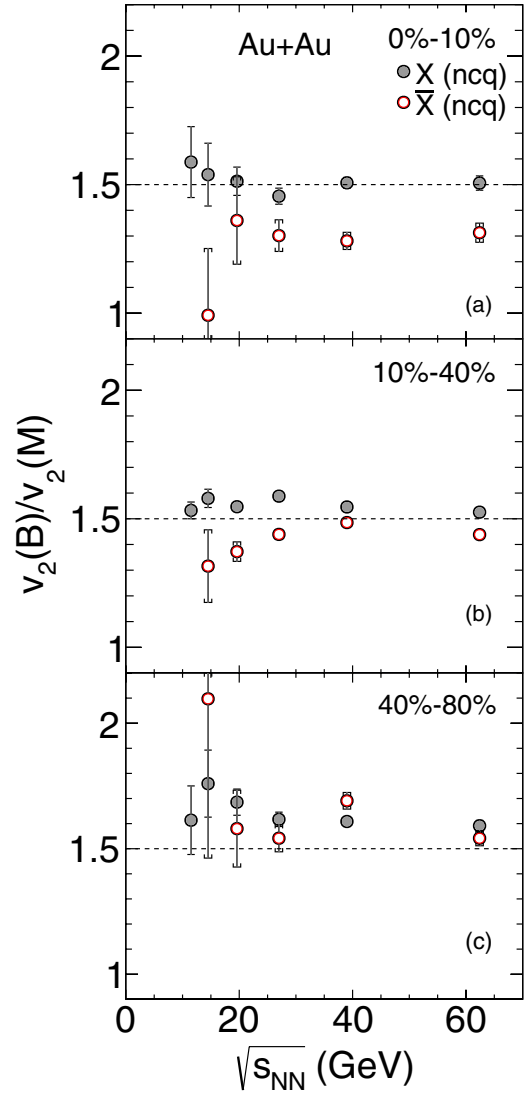 Au+Au
0%-10%
X (ncq)
X̅ (ncq)
2
1.5
1
(a)
10%-40%
2
1.5
1
(b)
40%-80%
2
1.5
1
(c)
v₂(B)/v₂(M)
0 20 40 60
√s_NN (GeV)